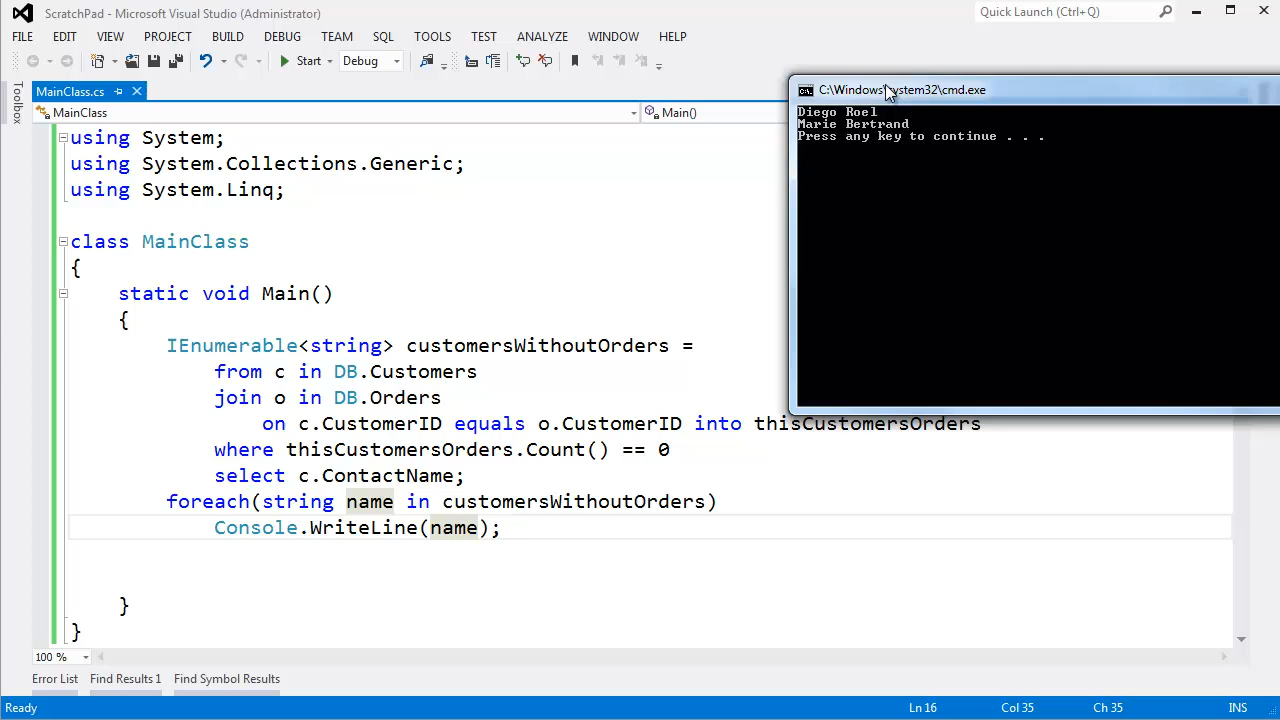 ScratchPad - Microsoft Visual Studio (Administrator)
Quick Launch (Ctrl+Q)
FILE EDIT VIEW PROJECT BUILD DEBUG TEAM SQL TOOLS TEST ANALYZE WINDOW HELP
Start Debug
Toolbox
MainClass.cs
MainClass
Main()
using System;
using System.Collections.Generic;
using System.Linq;
class MainClass
{
static void Main()
{
IEnumerable<string> customersWithoutOrders =
from c in DB.Customers
join o in DB.Orders
on c.CustomerID equals o.CustomerID into thisCustomersOrders
where thisCustomersOrders.Count() == 0
select c.ContactName;
foreach(string name in customersWithoutOrders)
Console.WriteLine(name);
}
}
C:\Windows\system32\cmd.exe
Diego Roel
Marie Bertrand
Press any key to continue . . .
100 %
Error List Find Results 1 Find Symbol Results
Ready Ln 16 Col 35 Ch 35 INS